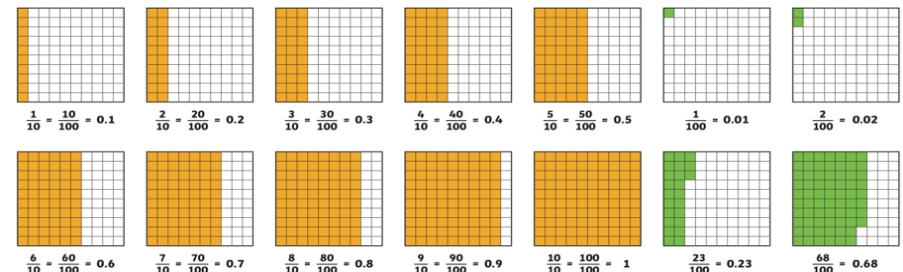 1/10 = 10/100 = 0.1
2/10 = 20/100 = 0.2
3/10 = 30/100 = 0.3
4/10 = 40/100 = 0.4
5/10 = 50/100 = 0.5
1/100 = 0.01
2/100 = 0.02
6/10 = 60/100 = 0.6
7/10 = 70/100 = 0.7
8/10 = 80/100 = 0.8
9/10 = 90/100 = 0.9
10/10 = 100/100 = 1
23/100 = 0.23
68/100 = 0.68